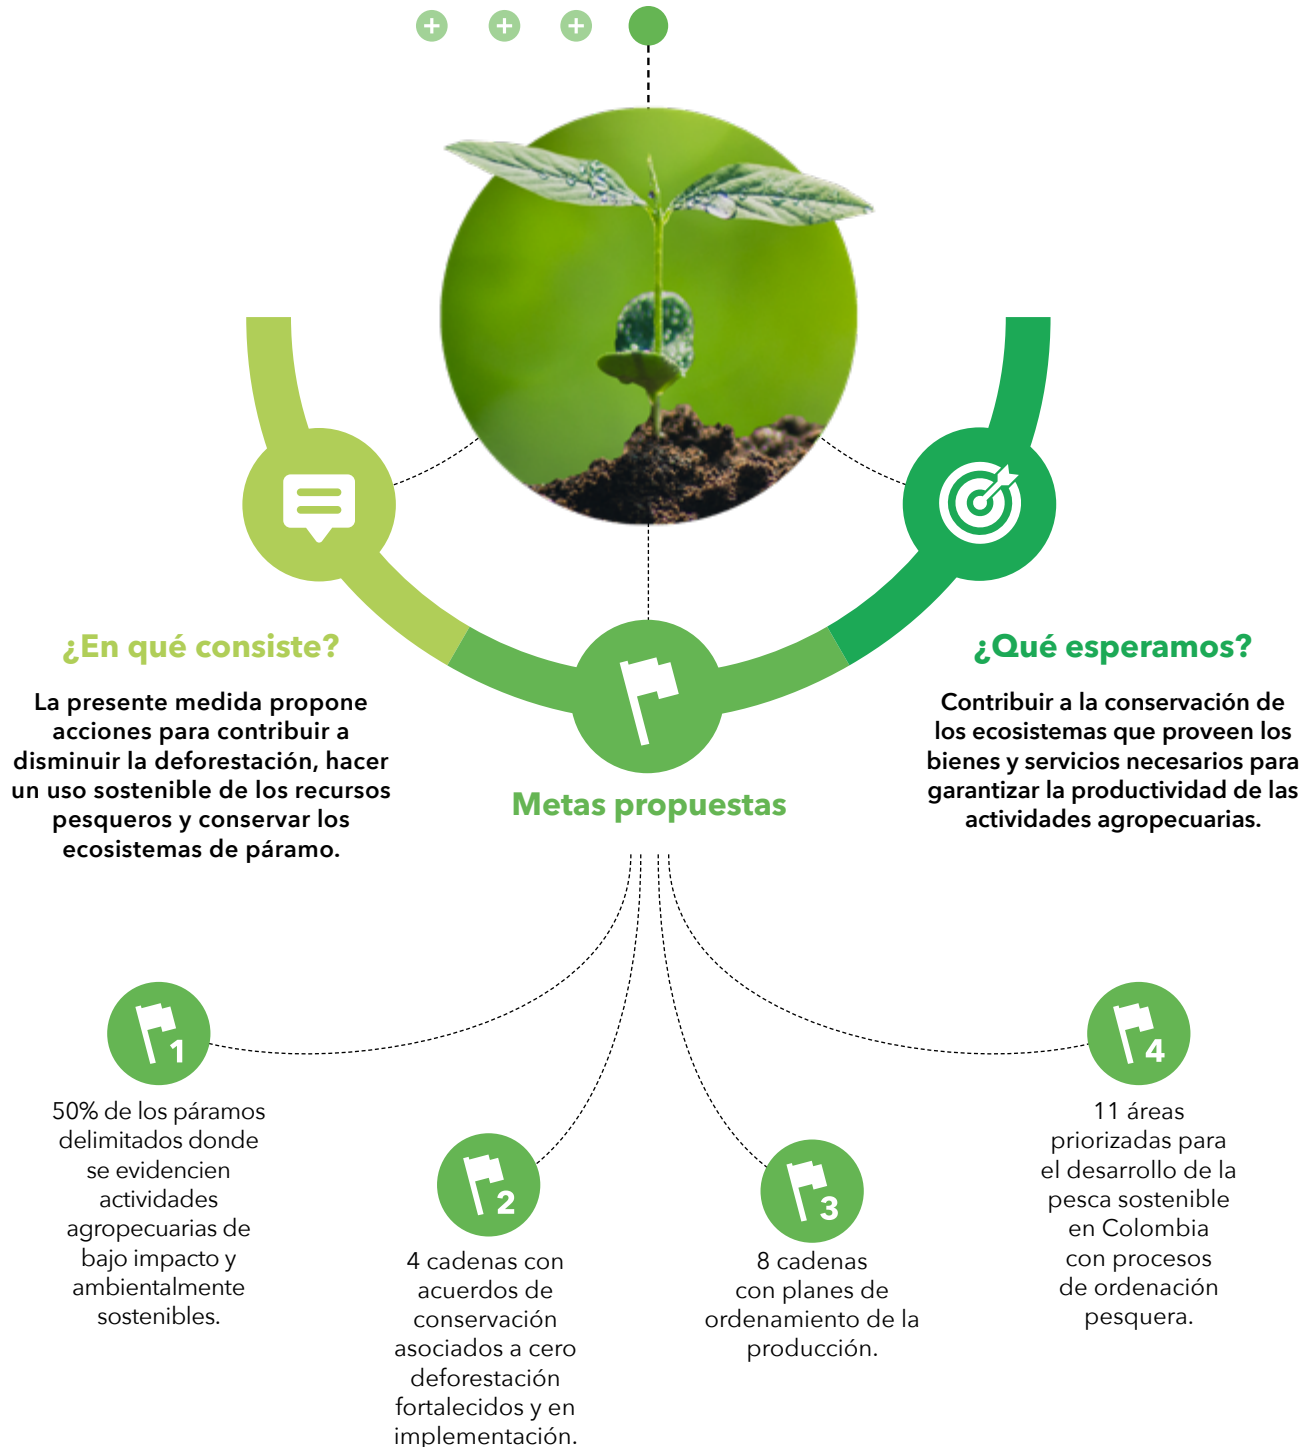 ¿En qué consiste?
La presente medida propone
acciones para contribuir a
disminuir la deforestación, hacer
un uso sostenible de los recursos
pesqueros y conservar los
ecosistemas de páramo.
Metas propuestas
¿Qué esperamos?
Contribuir a la conservación de
los ecosistemas que proveen los
bienes y servicios necesarios para
garantizar la productividad de las
actividades agropecuarias.
1
50% de los páramos
delimitados donde
se evidencien
actividades
agropecuarias de
bajo impacto y
ambientalmente
sostenibles.
2
4 cadenas con
acuerdos de
conservación
asociados a cero
deforestación
fortalecidos y en
implementación.
3
8 cadenas
con planes de
ordenamiento de la
producción.
4
11 áreas
priorizadas para
el desarrollo de la
pesca sostenible
en Colombia
con procesos
de ordenación
pesquera.